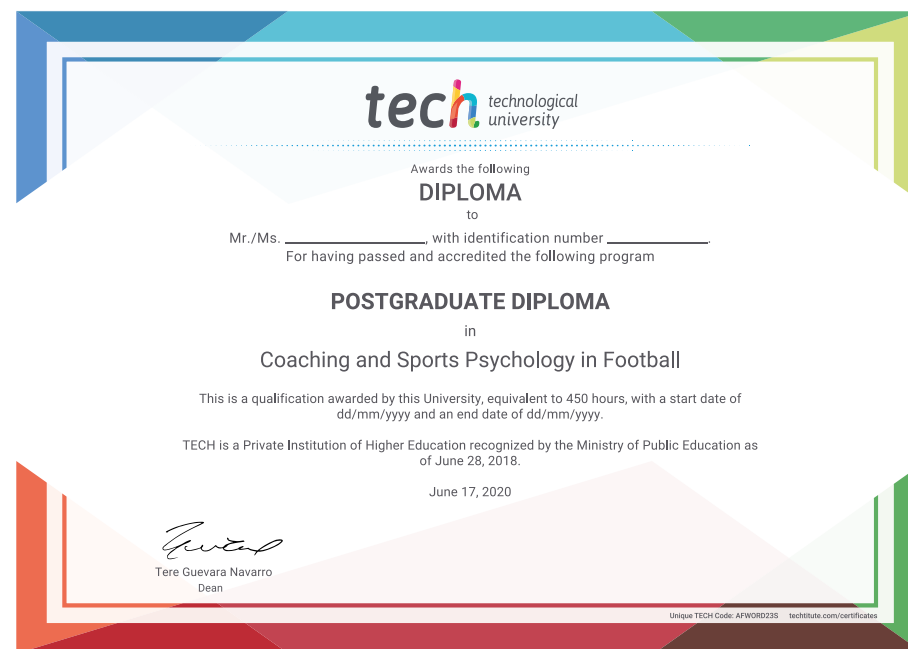 tech technological
university
Awards the following
DIPLOMA
to
Mr./Ms. ____________________, with identification number ______________.
For having passed and accredited the following program
POSTGRADUATE DIPLOMA
in
Coaching and Sports Psychology in Football
This is a qualification awarded by this University, equivalent to 450 hours, with a start date of
dd/mm/yyyy and an end date of dd/mm/yyyy.
TECH is a Private Institution of Higher Education recognized by the Ministry of Public Education as
of June 28, 2018.
June 17, 2020
Tere Guevara Navarro
Dean
Unique TECH Code: AFWORD23S techtitute.com/certificates